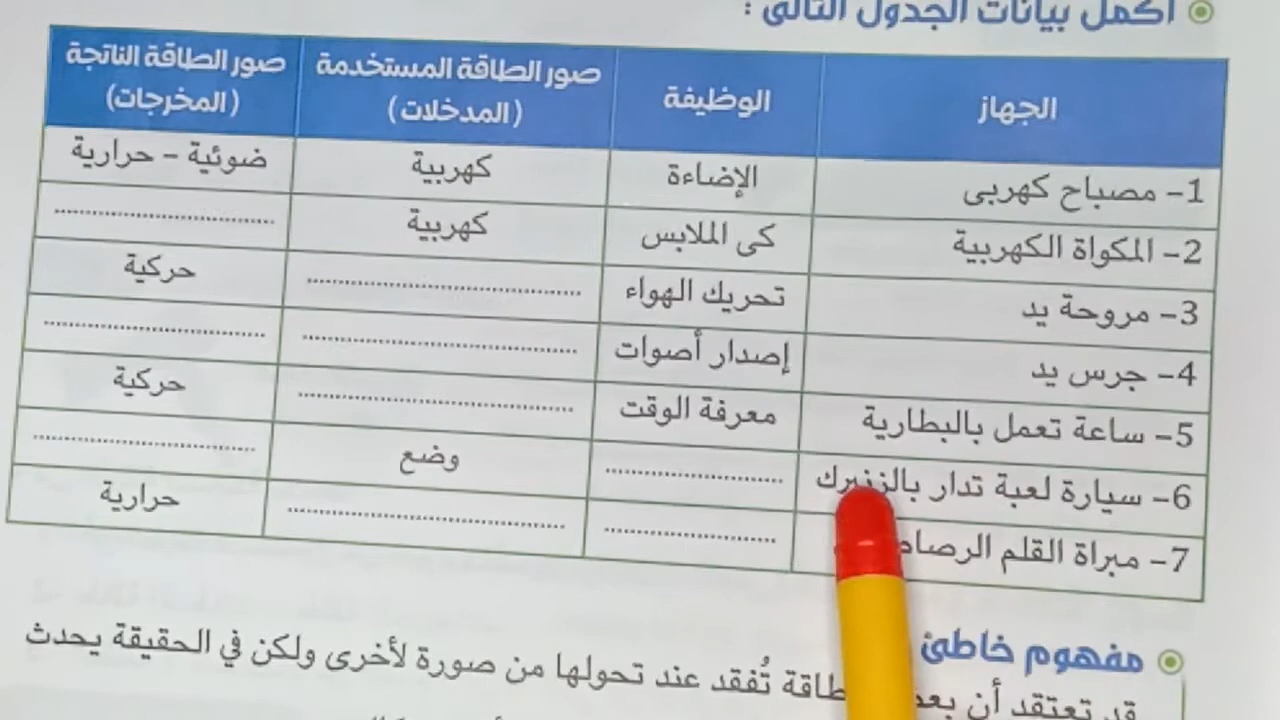 أكمل بيانات الجدول التالى :
الجهاز الوظيفة صور الطاقة المستخدمة (المدخلات) صور الطاقة الناتجة (المخرجات)
1- مصباح كهربى الإضاءة كهربية ضوئية - حرارية
2- المكواة الكهربية كى الملابس كهربية ..............................
3- مروحة يد تحريك الهواء .............................. حركية
4- جرس يد إصدار أصوات .............................. ..............................
5- ساعة تعمل بالبطارية معرفة الوقت .............................. حركية
6- سيارة لعبة تدار بالزنبرك .............................. وضع ..............................
7- مبراة القلم الرصاص .............................. .............................. حرارية
مفهوم خاطئ
قد تعتقد أن طاقة تُفقد عند تحولها من صورة لأخرى ولكن في الحقيقة يحدث